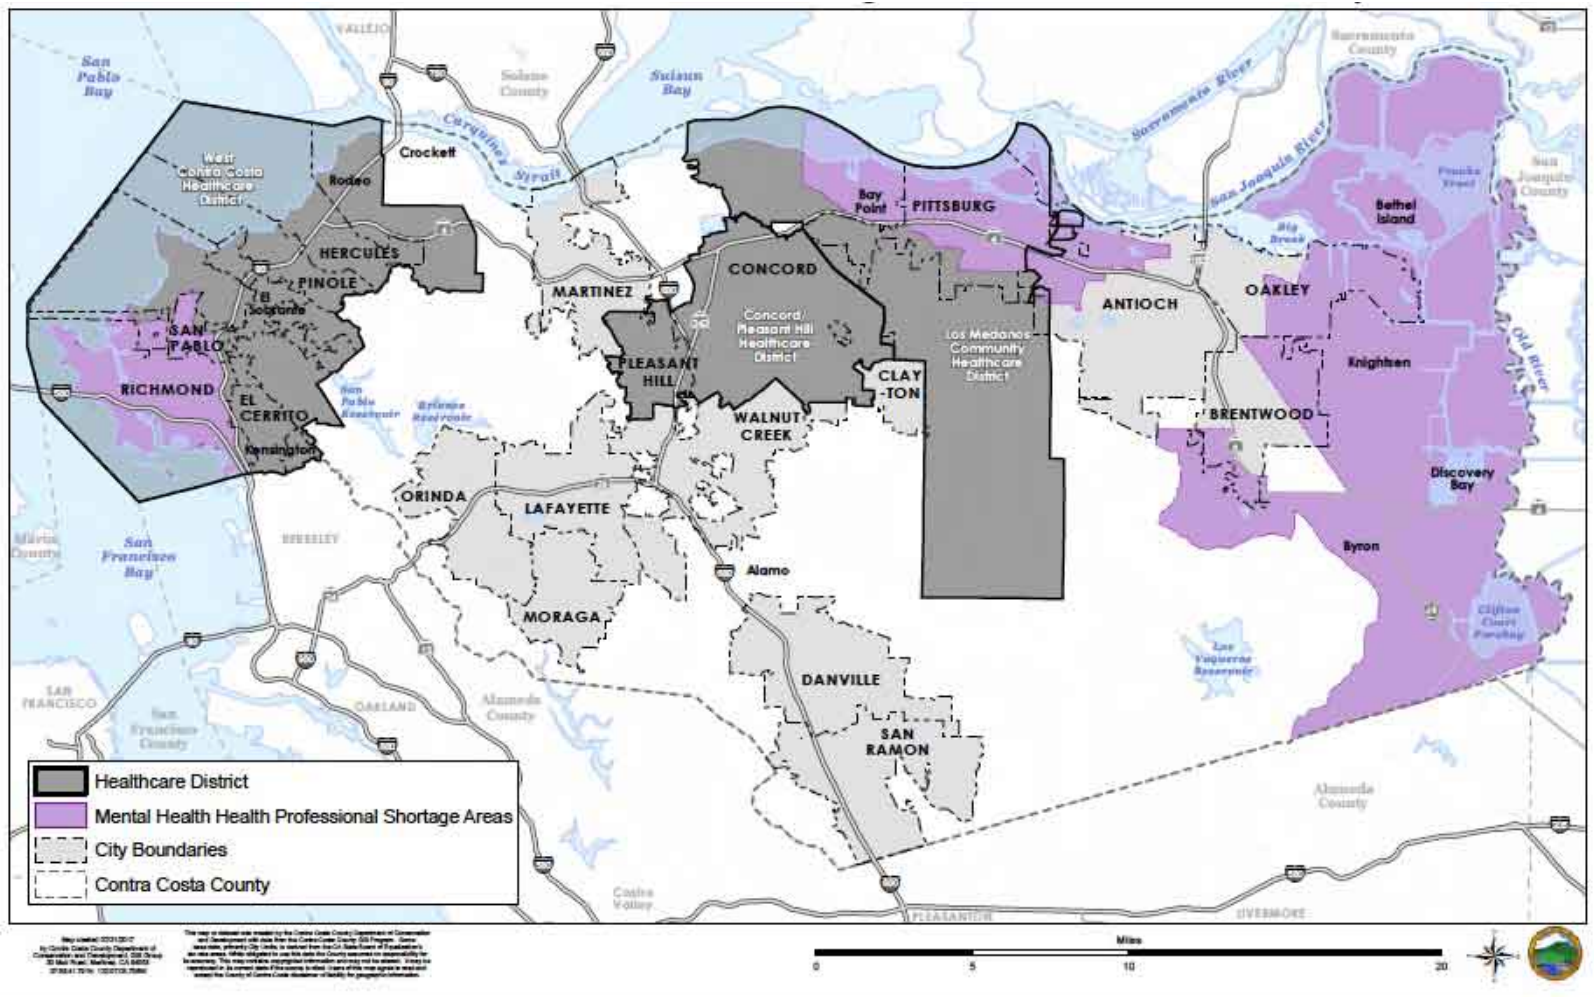 VALLEJO
Sacramento
County
San
Pablo
Bay
Solano
County
Suisun
Bay
Sacramento River
Carquinez
Strait
Crockett
San Joaquin River
West
Contra Costa
Healthcare
District
Rodeo
Franks
Tract
San
Joaquin
County
Bay
Point
PITTSBURG
Bethel
Island
Big
Break
HERCULES
CONCORD
PINOLE
MARTINEZ
ANTIOCH
OAKLEY
El
Sobrante
SAN
PABLO
Concord/
Pleasant Hill
Healthcare
District
Los Medanos
Community
Healthcare
District
Old River
PLEASANT
HILL
Knightsen
RICHMOND
CLAY
-TON
San
Pablo
Reservoir
Briones
Reservoir
EL
CERRITO
WALNUT
CREEK
BRENTWOOD
Kensington
Discovery
Bay
ORINDA
LAFAYETTE
Marin
County
San
Francisco
Bay
BERKELEY
Byron
Alamo
MORAGA
Clifton
Court
Forebay
Los
Vaqueros
Reservoir
DANVILLE
SAN
FRANCISCO
San
Francisco
County
OAKLAND
Alameda
County
SAN
RAMON
Alameda
County
Healthcare District
Mental Health Health Professional Shortage Areas
City Boundaries
Contra Costa County
Castro
Valley
PLEASANTON
LIVERMORE
Miles
0 5 10 20